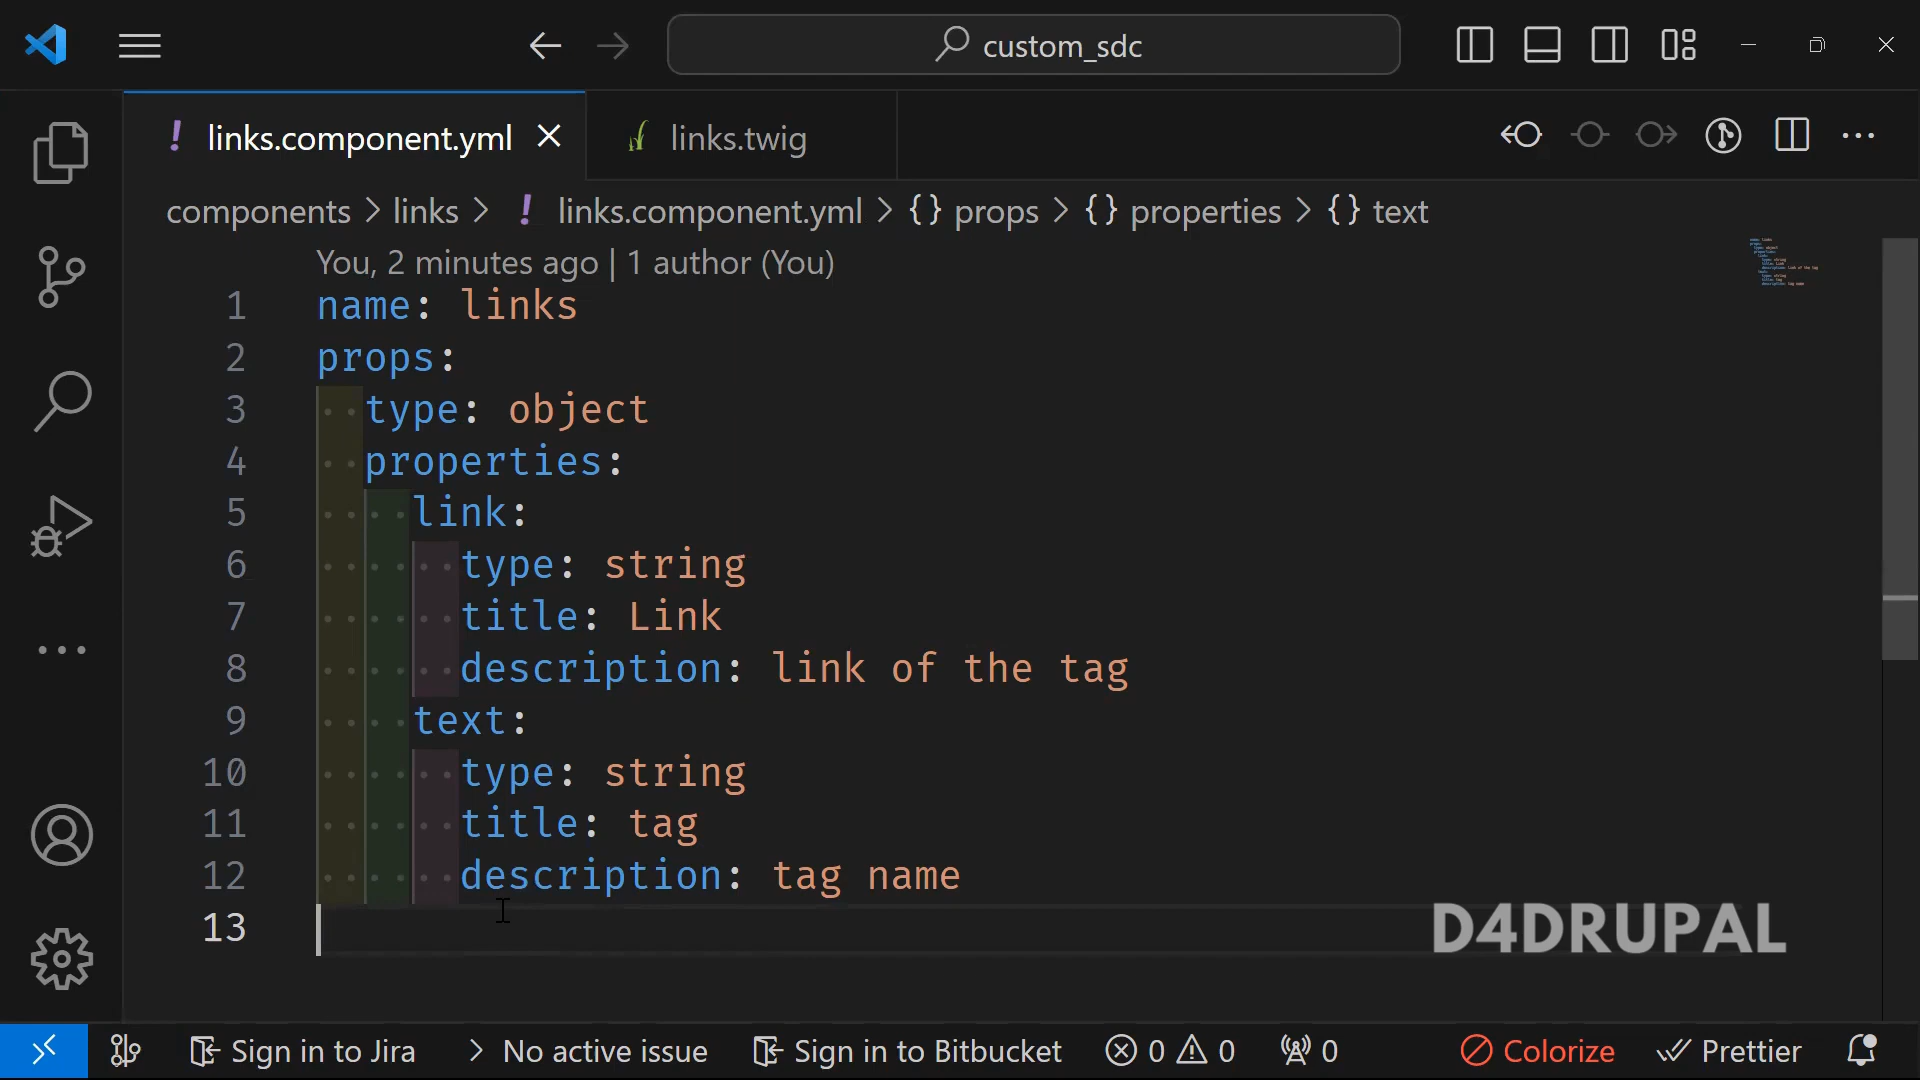 custom_sdc
links.component.yml
links.twig
components > links > ! links.component.yml > {} props > {} properties > {} text
You, 2 minutes ago | 1 author (You)
1 name: links
2 props:
3 type: object
4 properties:
5 link:
6 type: string
7 title: Link
8 description: link of the tag
9 text:
10 type: string
11 title: tag
12 description: tag name
13
D4DRUPAL
Sign in to Jira > No active issue Sign in to Bitbucket 0 0 0 Colorize Prettier